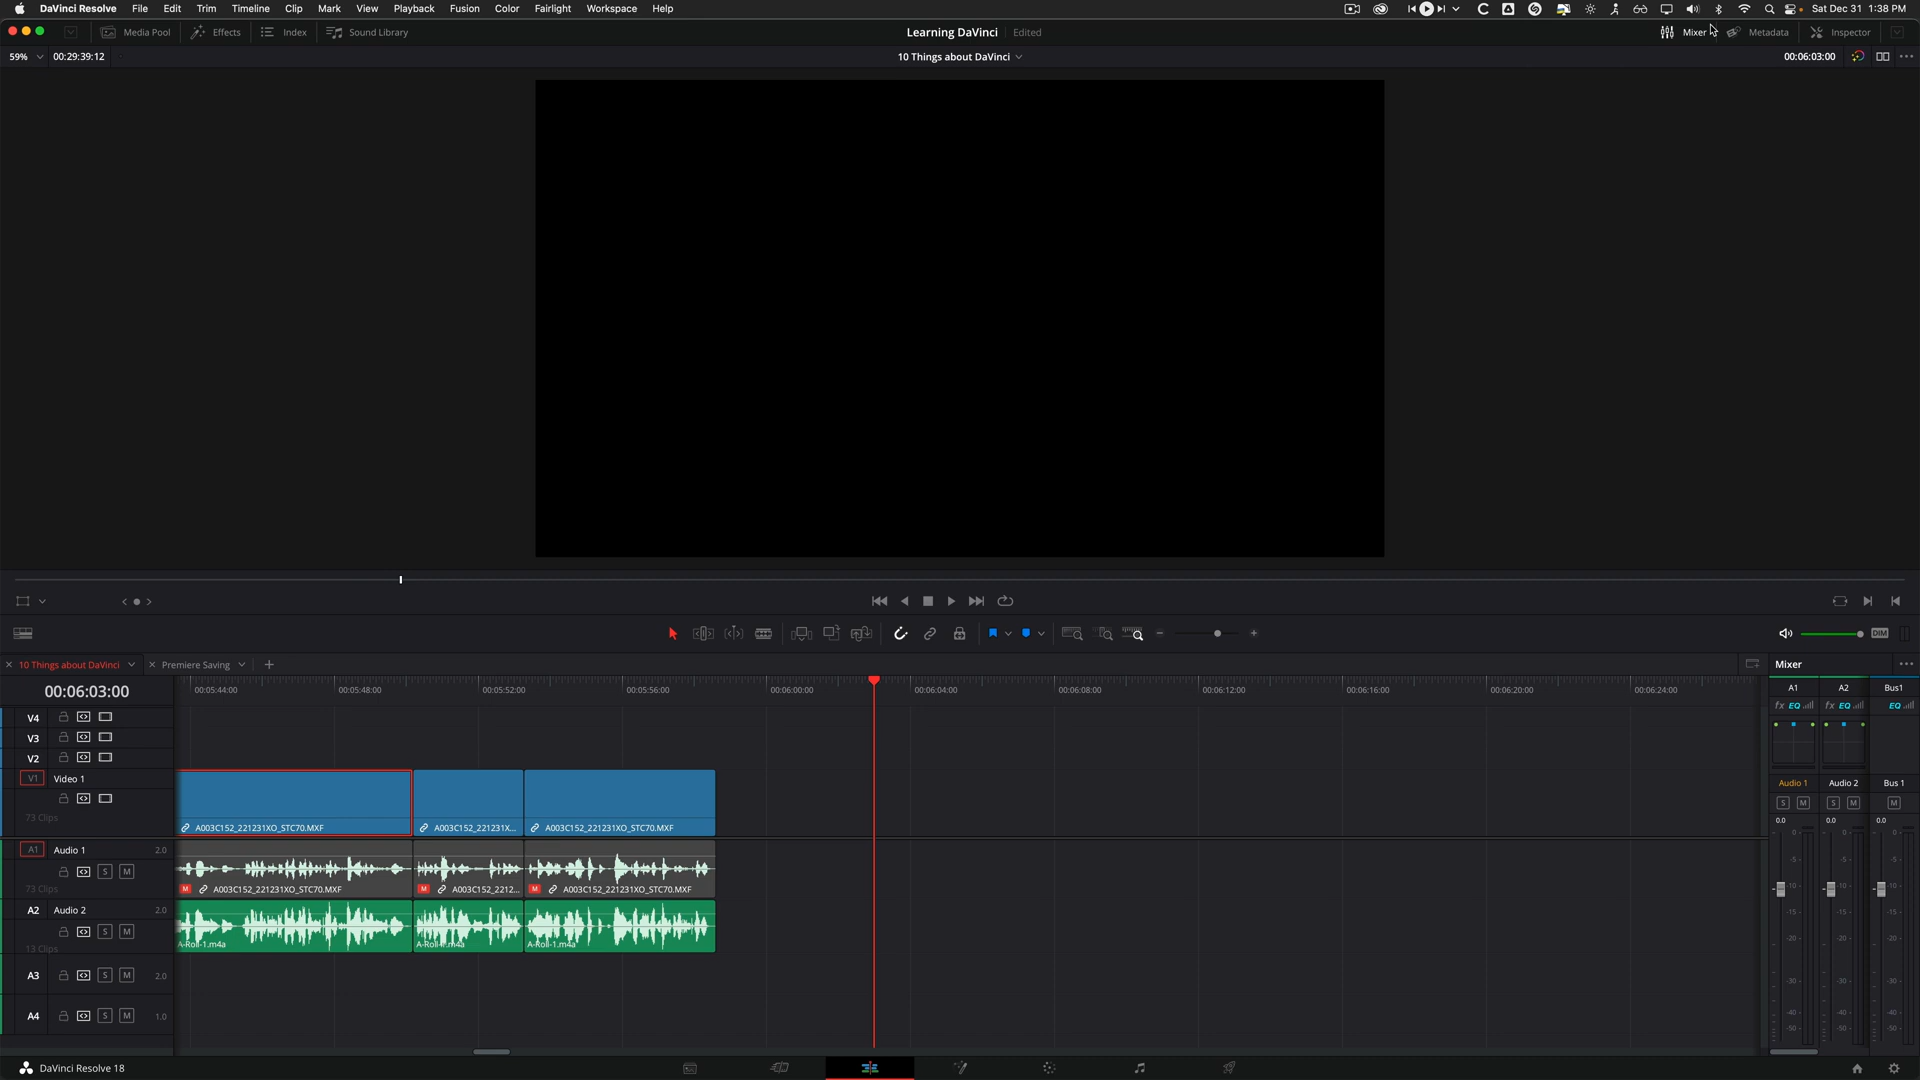 DaVinci Resolve File Edit Trim Timeline Clip Mark View Playback Fusion Color Fairlight Workspace Help Sat Dec 31 1:38 PM
Media Pool Effects Index Sound Library Learning DaVinci Edited Mixer Metadata Inspector
59% 00:29:39:12 10 Things about DaVinci 00:06:03:00
DIM
10 Things about DaVinci Premiere Saving Mixer
00:06:03:00 00:05:44:00 00:05:48:00 00:05:52:00 00:05:56:00 00:06:00:00 00:06:04:00 00:06:08:00 00:06:12:00 00:06:16:00 00:06:20:00 00:06:24:00 A1 A2 Bus1
fx EQ fx EQ EQ
V4
V3
V2
V1 Video 1 Audio 1 Audio 2 Bus 1
S M S M M
73 Clips 0.0 0.0 0.0
A003C152_221231XO_STC70.MXF A003C152_221231X... A003C152_221231XO_STC70.MXF
A1 Audio 1 2.0
S M
73 Clips M A003C152_221231XO_STC70.MXF M A003C152_2212... M A003C152_221231XO_STC70.MXF
A2 Audio 2 2.0
S M
13 Clips A-Roll-1.m4a A-Roll-1.m4a A-Roll-1.m4a
A3 S M 2.0
A4 S M 1.0
0 0 0
-5 -5 -5
-10 -10 -10
-15 -15 -15
-20 -20 -20
-30 -30 -30
-40 -40 -40
-50 -50 -50
DaVinci Resolve 18